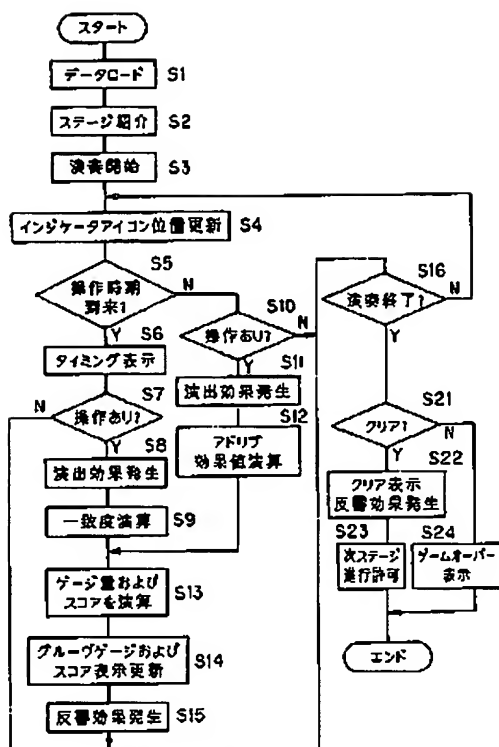 スタート
データロード S1
ステージ紹介 S2
演奏開始 S3
インジケータアイコン位置更新 S4
S5
操作時期
到来?
N
Y
S6
タイミング表示
S7
N
操作あり?
Y
S8
演出効果発生
一致度演算 S9
S10
操作あり?
N
Y
S11
演出効果発生
S12
アドリブ
効果値演算
ゲージ量および
スコアを演算
S13
グルーヴゲージおよび
スコア表示更新
S14
反響効果発生 S15
S16
演奏終了?
N
Y
S21
クリア?
N
Y
S22
クリア表示
反響効果発生
S23
次ステージ
進行許可
S24
ゲームオーバー
表示
エンド